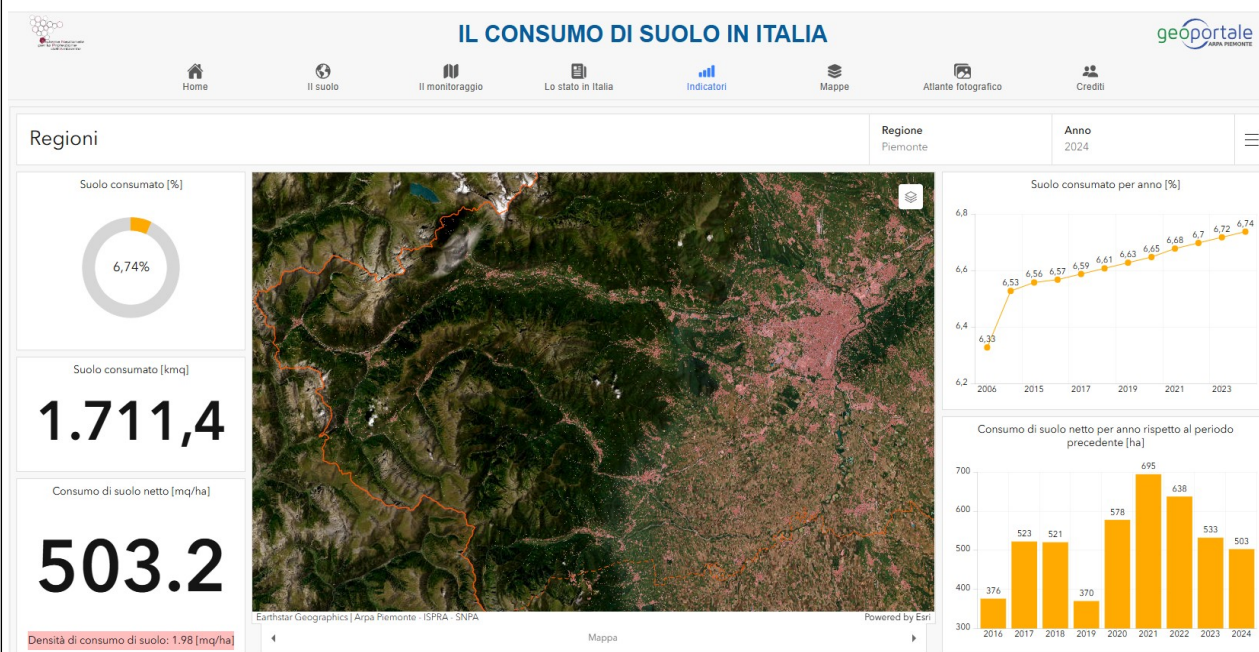 IL CONSUMO DI SUOLO IN ITALIA
geoportale
ARPA PIEMONTE
Home
Il suolo
Il monitoraggio
Lo stato in Italia
Indicatori
Mappe
Atlante fotografico
Crediti
Regioni
Regione
Piemonte
Anno
2024
Suolo consumato [%]
6,74%
Suolo consumato [kmq]
1.711,4
Consumo di suolo netto [mq/ha]
503.2
Densità di consumo di suolo: 1.98 [mq/ha]
Earthstar Geographics | Arpa Piemonte - ISPRA - SNPA
Powered by Esri
Mappa
Suolo consumato per anno [%]
6,8
6,6
6,4
6,2
6,33
6,53
6,56
6,57
6,59
6,61
6,63
6,65
6,68
6,7
6,72
6,74
2006
2015
2017
2019
2021
2023
Consumo di suolo netto per anno rispetto al periodo
precedente [ha]
700
600
500
400
300
376
523
521
370
578
695
638
533
503
2016
2017
2018
2019
2020
2021
2022
2023
2024